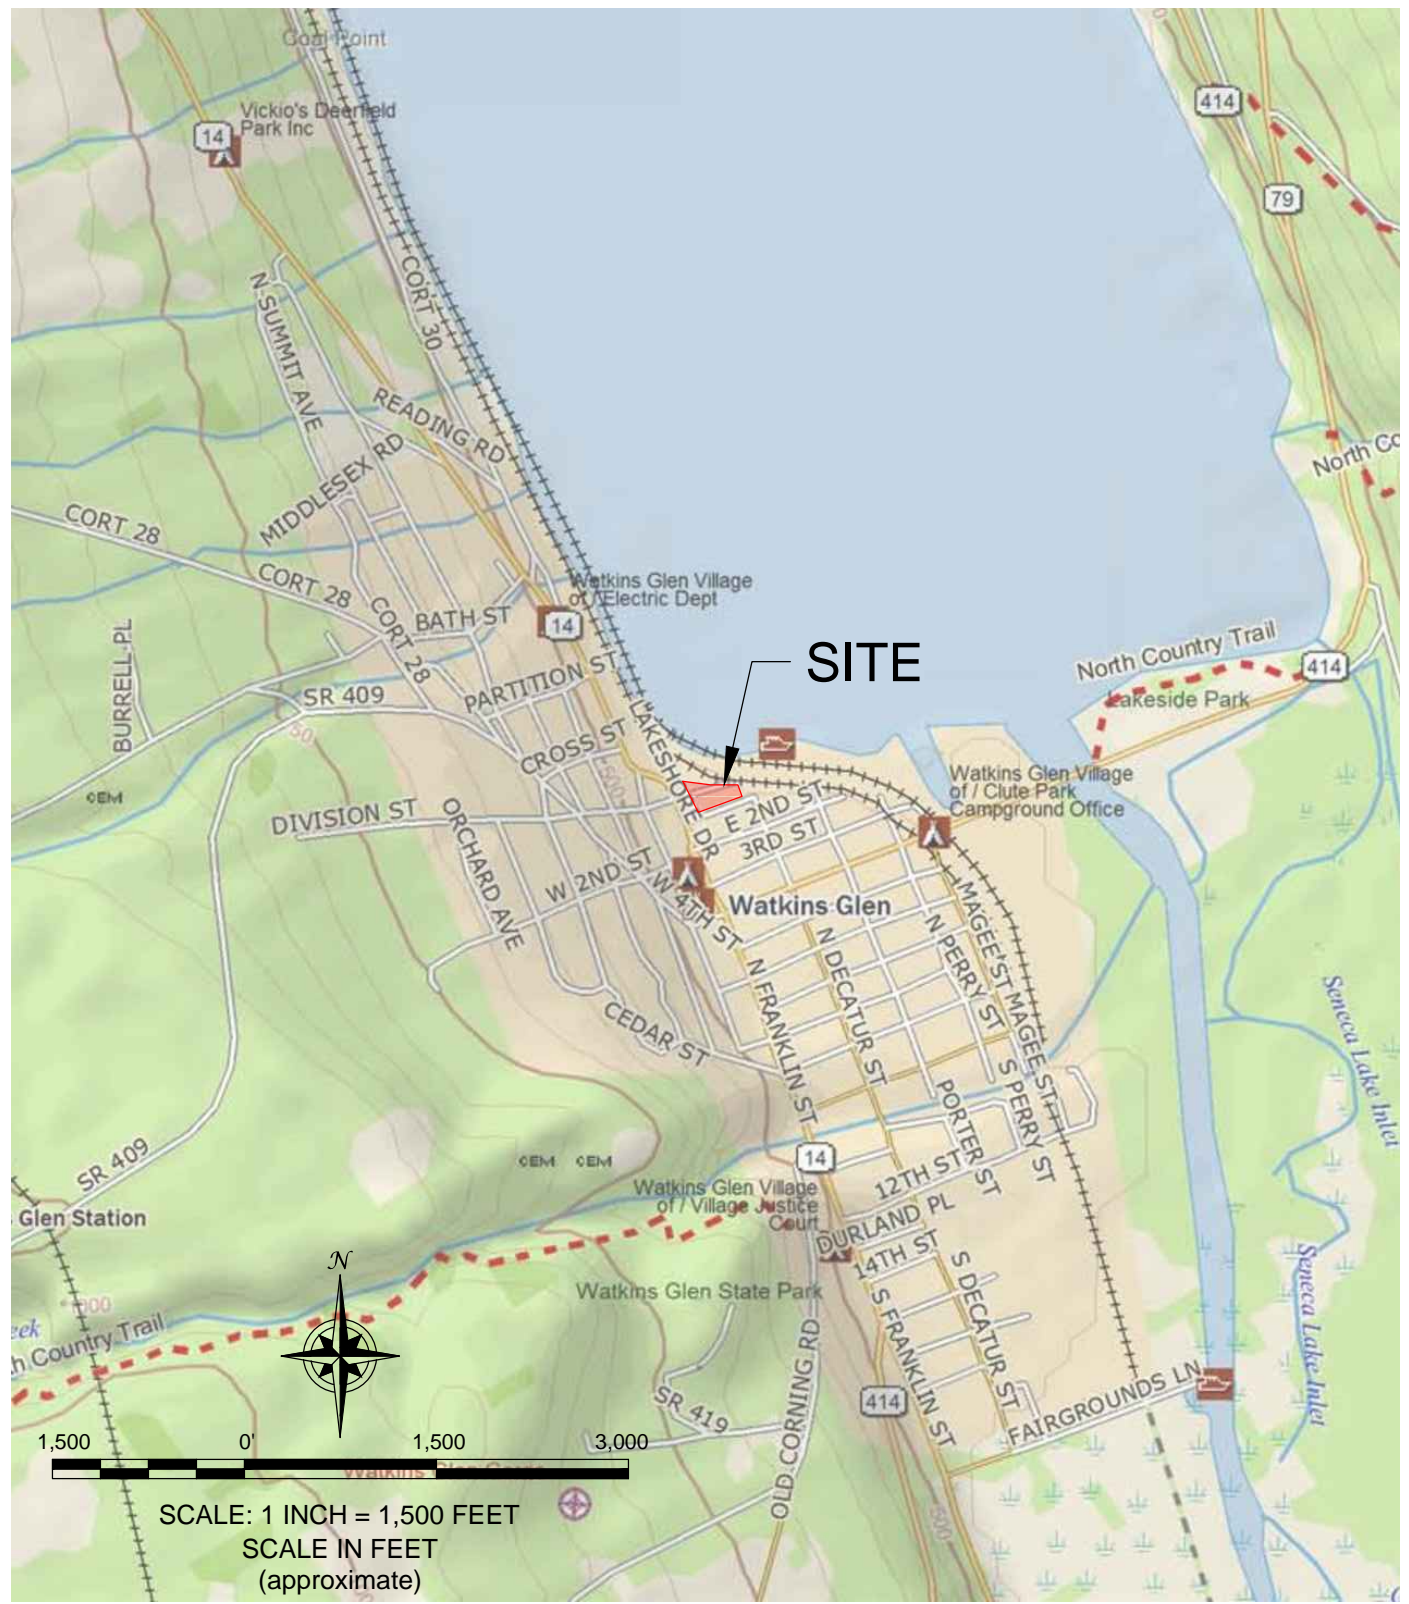 Coal Point
414
Vickio's Deerfield
Park Inc
14
79
CORT 30
N SUMMIT AVE
READING RD
MIDDLESEX RD
North Co
CORT 28
CORT 28
CORT 28
Watkins Glen Village
of / Electric Dept
BATH ST
14
BURRELL PL
SITE
North Country Trail
414
PARTITION ST
SR 409
Lakeside Park
LAKESHORE DR
CROSS ST
500
Watkins Glen Village
of / Clute Park
Campground Office
CEM
DIVISION ST
E 2ND ST
3RD ST
ORCHARD AVE
W 2ND ST
W 4TH ST
Watkins Glen
MAGEE ST
N PERRY ST
N DECATUR ST
N FRANKLIN ST
MAGEE ST
Seneca Lake Inlet
CEDAR ST
S PERRY ST
PORTER ST
SR 409
CEM
CEM
14
12TH ST
Watkins Glen Village
of / Village Justice
Court
DURLAND PL
14TH ST
Glen Station
N
S DECATUR ST
Seneca Lake Inlet
Watkins Glen State Park
1000
eek
h Country Trail
S FRANKLIN ST
OLD CORNING RD
SR 419
414
FAIRGROUNDS LN
1,500 0' 1,500 3,000
500
SCALE: 1 INCH = 1,500 FEET
SCALE IN FEET
(approximate)